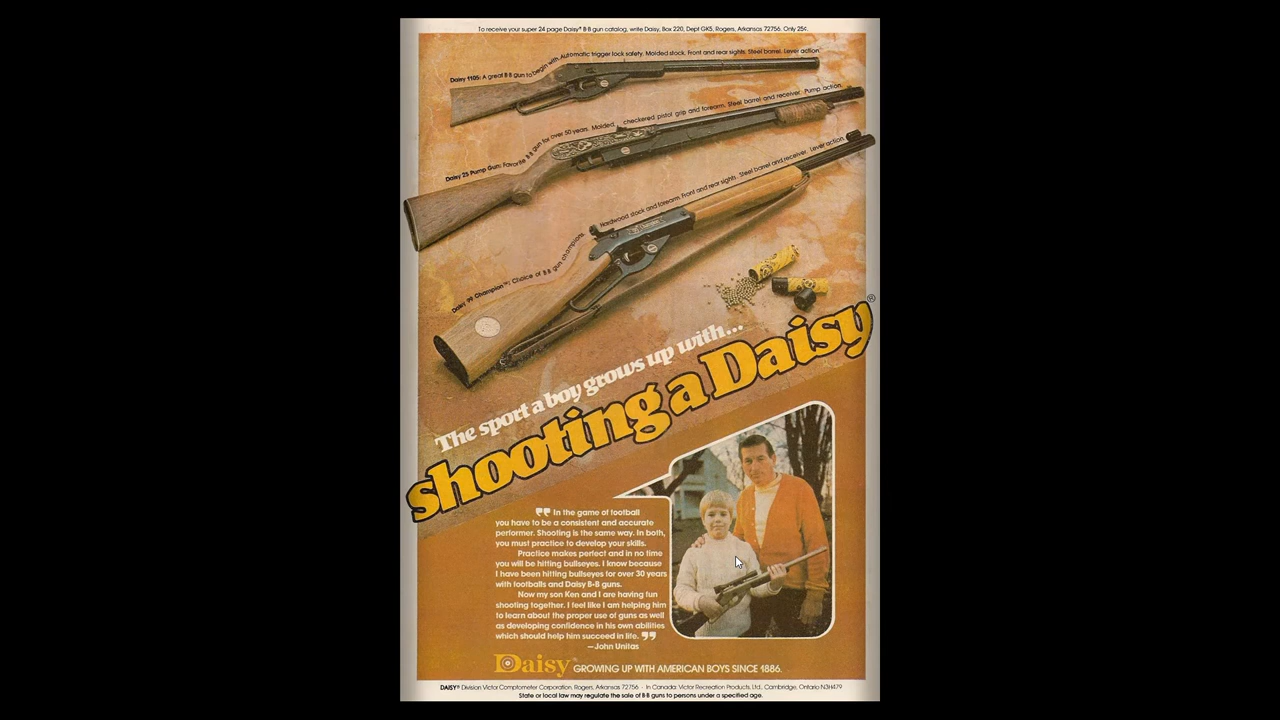 To receive your super 24 page Daisy® B·B gun catalog, write Daisy, Box 220, Dept GK5, Rogers, Arkansas 72756. Only 25¢.
Daisy 1105: A great B·B gun to begin with. Automatic trigger lock safety. Molded stock. Front and rear sights. Steel barrel. Lever action.
Daisy 25 Pump Gun: Favorite B·B gun for over 50 years. Molded, checkered pistol grip and forearm. Steel barrel and receiver. Pump action.
Daisy 99 Champion™: Choice of B·B gun champions. Hardwood stock and forearm. Front and rear sights. Steel barrel and receiver. Lever action.
The sport a boy grows up with...
shooting a Daisy®
"In the game of football
you have to be a consistent and accurate
performer. Shooting is the same way. In both,
you must practice to develop your skills.
Practice makes perfect and in no time
you will be hitting bullseyes. I know because
I have been hitting bullseyes for over 30 years
with footballs and Daisy B·B guns.
Now my son Ken and I are having fun
shooting together. I feel like I am helping him
to learn about the proper use of guns as well
as developing confidence in his own abilities
which should help him succeed in life."
—John Unitas
Daisy® GROWING UP WITH AMERICAN BOYS SINCE 1886.
DAISY® Division Victor Comptometer Corporation, Rogers, Arkansas 72756 · In Canada: Victor Recreation Products, Ltd., Cambridge, Ontario N3H479
State or local law may regulate the sale of B·B guns to persons under a specified age.